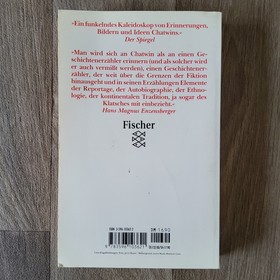 »Ein funkelndes Kaleidoskop von Erinnerungen,
Bildern und Ideen Chatwins.«
Der Spiegel
»Man wird sich an Chatwin als an einen Ge-
schichtenerzähler erinnern (und als solcher wird
er auch vermißt werden), einen Geschichtener-
zähler, der weit über die Grenzen der Fiktion
hinausgeht und in seinen Erzählungen Elemente
der Reportage, der Autobiographie, der Ethno-
logie, der kontinentalen Tradition, ja sogar des
Klatsches mit einbezieht.«
Hans Magnus Enzensberger
Fischer